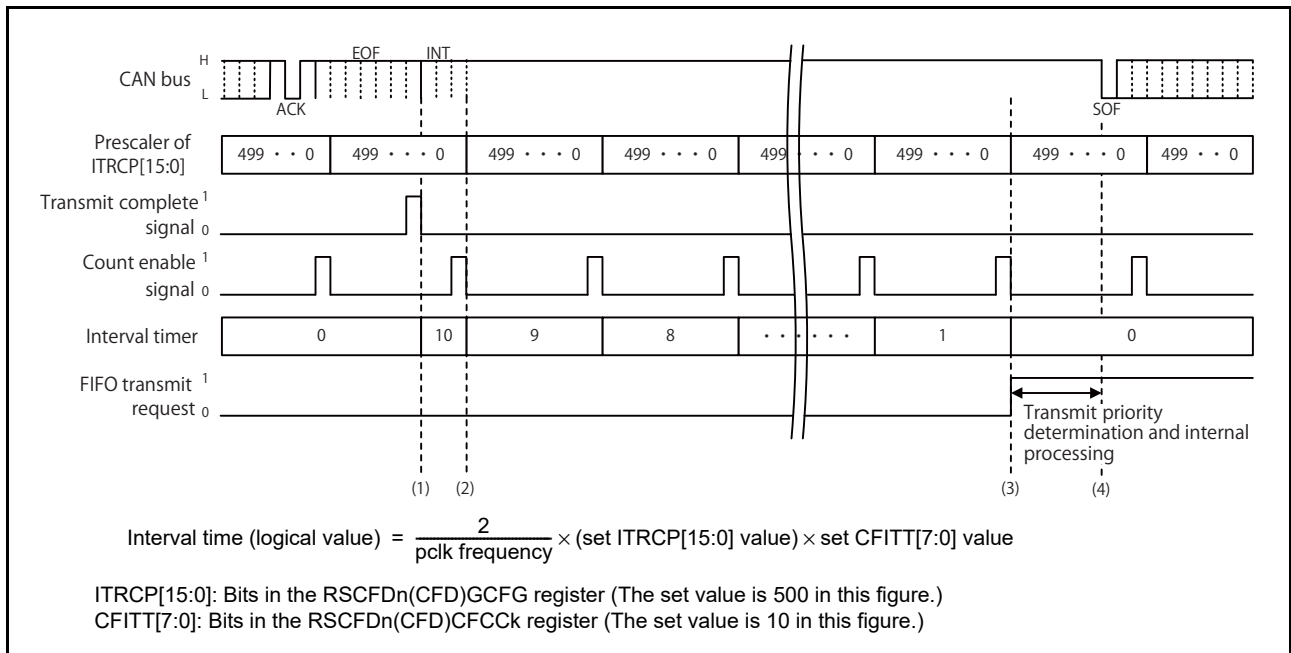 EOF INT
H
CAN bus
L
ACK SOF
Prescaler of
ITRCP[15:0]
499 ・ ・ 0 499 ・ ・ ・ 0 499 ・ ・ ・ 0 499 ・ ・ ・ 0 499 ・ ・ ・ 0 499 ・ ・ ・ 0 499 ・ ・ ・ 0 499 ・ ・ 0
Transmit complete 1
signal 0
Count enable 1
signal 0
Interval timer 0 10 9 8 ・ ・ ・ ・ ・ ・ 1 0
FIFO transmit 1
request 0
Transmit priority
determination and internal
processing
(1) (2) (3) (4)
Interval time (logical value) = 2 / pclk frequency × (set ITRCP[15:0] value) × set CFITT[7:0] value
ITRCP[15:0]: Bits in the RSCFDn(CFD)GCFG register (The set value is 500 in this figure.)
CFITT[7:0]: Bits in the RSCFDn(CFD)CFCCk register (The set value is 10 in this figure.)